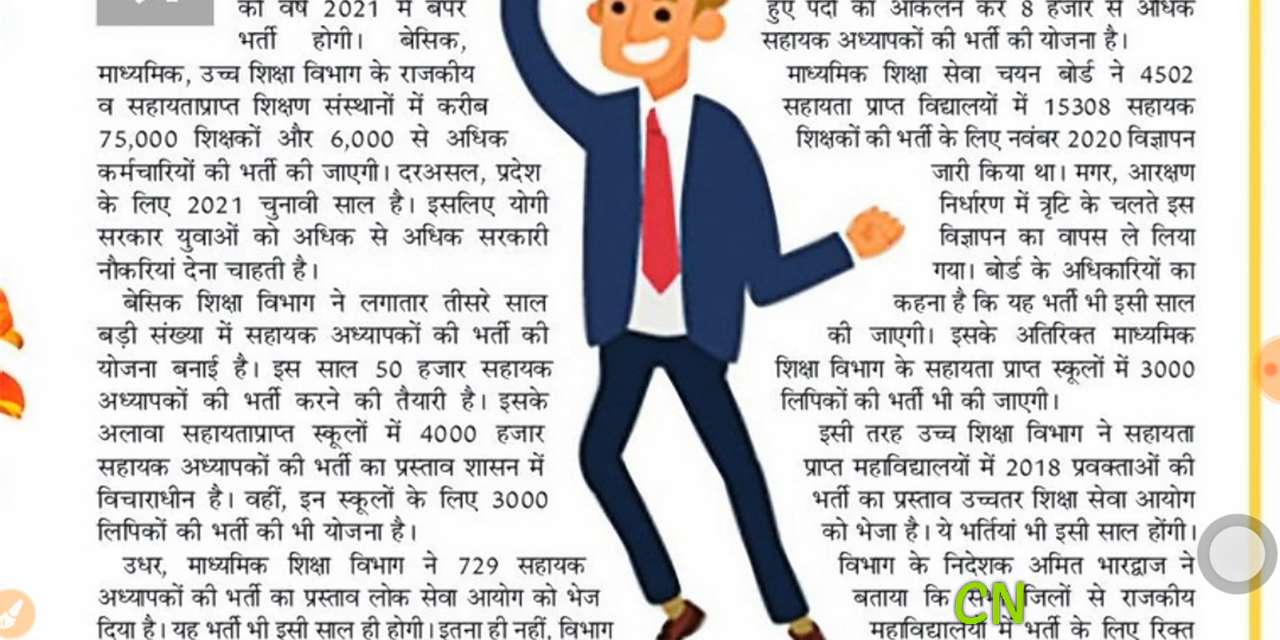 को वर्ष 2021 में बंपर
भर्ती होगी। बेसिक,
माध्यमिक, उच्च शिक्षा विभाग के राजकीय
व सहायताप्राप्त शिक्षण संस्थानों में करीब
75,000 शिक्षकों और 6,000 से अधिक
कर्मचारियों की भर्ती की जाएगी। दरअसल, प्रदेश
के लिए 2021 चुनावी साल है। इसलिए योगी
सरकार युवाओं को अधिक से अधिक सरकारी
नौकरियां देना चाहती है।
बेसिक शिक्षा विभाग ने लगातार तीसरे साल
बड़ी संख्या में सहायक अध्यापकों की भर्ती की
योजना बनाई है। इस साल 50 हजार सहायक
अध्यापकों की भर्ती करने की तैयारी है। इसके
अलावा सहायताप्राप्त स्कूलों में 4000 हजार
सहायक अध्यापकों की भर्ती का प्रस्ताव शासन में
विचाराधीन है। वहीं, इन स्कूलों के लिए 3000
लिपिकों की भर्ती की भी योजना है।
उधर, माध्यमिक शिक्षा विभाग ने 729 सहायक
अध्यापकों की भर्ती का प्रस्ताव लोक सेवा आयोग को भेज
दिया है। यह भर्ती भी इसी साल ही होगी। इतना ही नहीं, विभाग
हुए पदों का आकलन कर 8 हजार से अधिक
सहायक अध्यापकों की भर्ती की योजना है।
माध्यमिक शिक्षा सेवा चयन बोर्ड ने 4502
सहायता प्राप्त विद्यालयों में 15308 सहायक
शिक्षकों की भर्ती के लिए नवंबर 2020 विज्ञापन
जारी किया था। मगर, आरक्षण
निर्धारण में त्रृटि के चलते इस
विज्ञापन का वापस ले लिया
गया। बोर्ड के अधिकारियों का
कहना है कि यह भर्ती भी इसी साल
की जाएगी। इसके अतिरिक्त माध्यमिक
शिक्षा विभाग के सहायता प्राप्त स्कूलों में 3000
लिपिकों की भर्ती भी की जाएगी।
इसी तरह उच्च शिक्षा विभाग ने सहायता
प्राप्त महाविद्यालयों में 2018 प्रवक्ताओं की
भर्ती का प्रस्ताव उच्चतर शिक्षा सेवा आयोग
को भेजा है। ये भर्तियां भी इसी साल होंगी।
विभाग के निदेशक अमित भारद्वाज ने
बताया कि जिलों से राजकीय
महाविद्यालयों में भर्ती के लिए रिक्त
CN